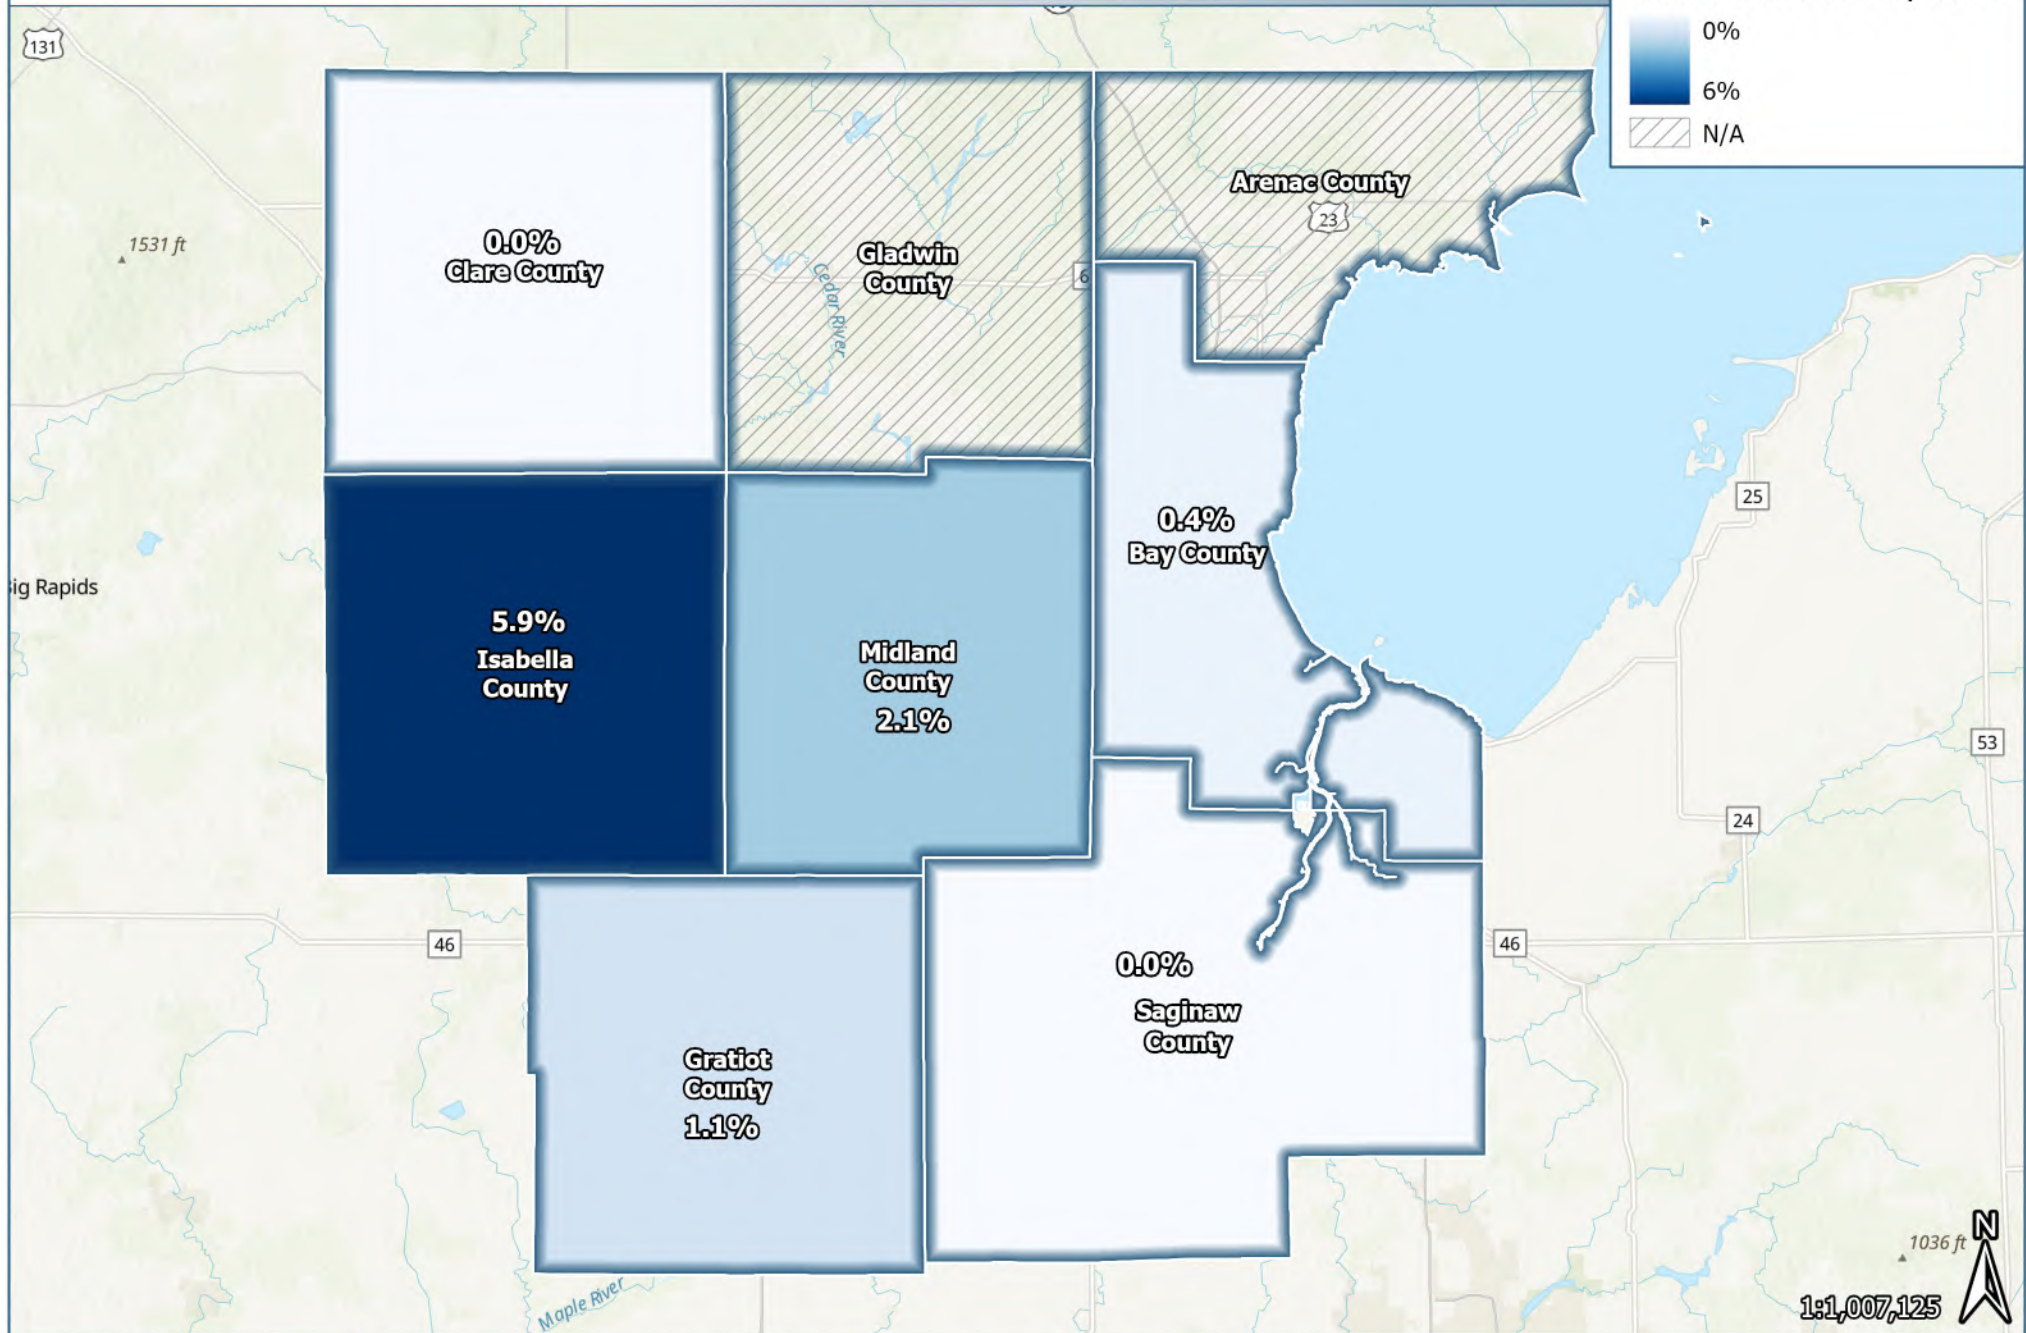 131
0%
6%
N/A
Arenac County
23
1531 ft
0.0%
Clare County
Gladwin
County
Cedar River
6
25
0.4%
Bay County
Big Rapids
5.9%
Isabella
County
Midland
County
2.1%
53
24
46
46
0.0%
Saginaw
County
Gratiot
County
1.1%
N
1036 ft
Maple River
1:1,007,125